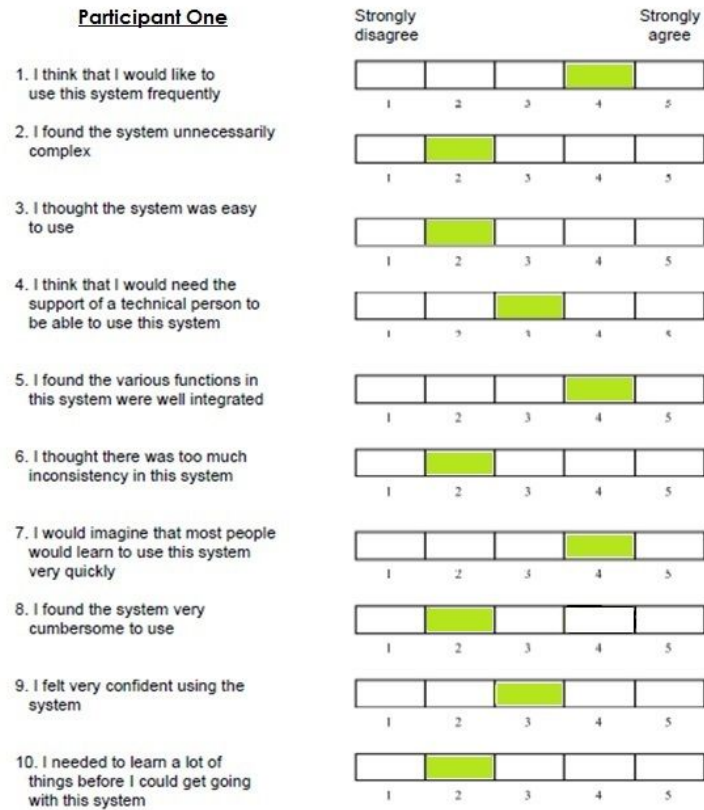 Participant One
Strongly disagree
Strongly agree
1. I think that I would like to
use this system frequently
1 2 3 4 5
2. I found the system unnecessarily
complex
1 2 3 4 5
3. I thought the system was easy
to use
1 2 3 4 5
4. I think that I would need the
support of a technical person to
be able to use this system
1 2 3 4 5
5. I found the various functions in
this system were well integrated
1 2 3 4 5
6. I thought there was too much
inconsistency in this system
1 2 3 4 5
7. I would imagine that most people
would learn to use this system
very quickly
1 2 3 4 5
8. I found the system very
cumbersome to use
1 2 3 4 5
9. I felt very confident using the
system
1 2 3 4 5
10. I needed to learn a lot of
things before I could get going
with this system
1 2 3 4 5